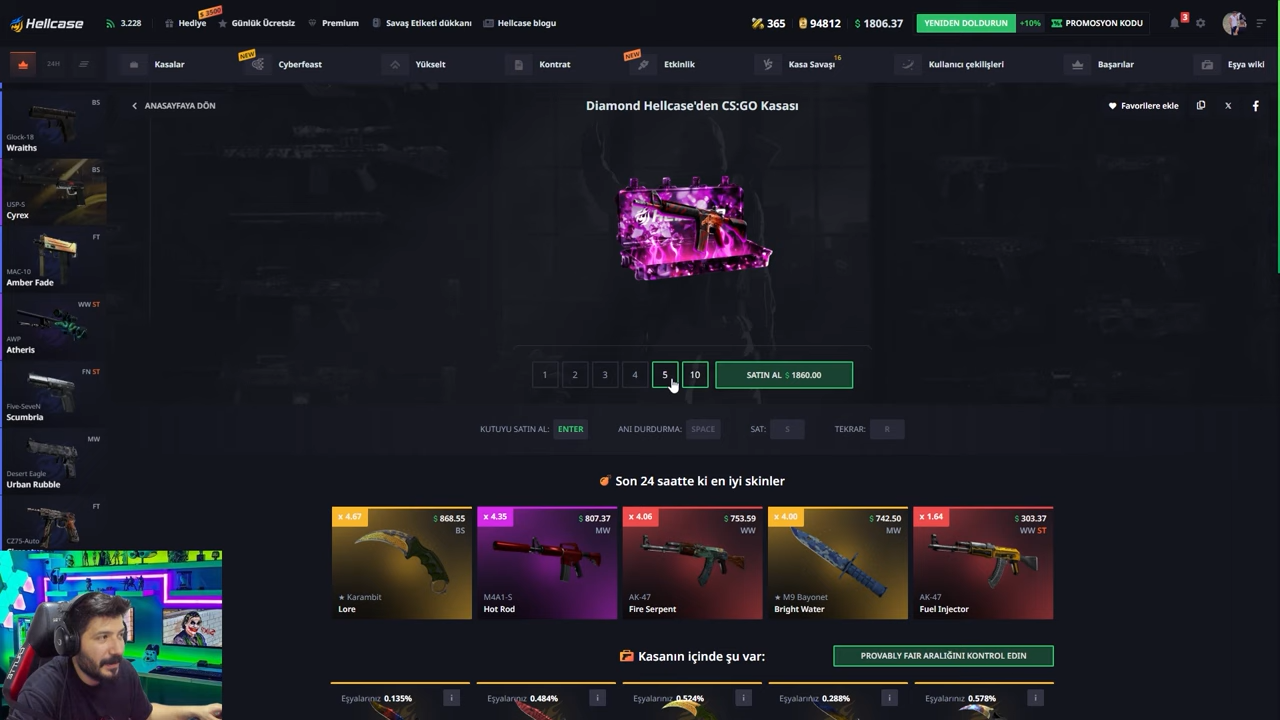 Hellcase
3.228
Hediye
$ 3500
Günlük Ücretsiz
Premium
Savaş Etiketi dükkanı
Hellcase blogu
365
94812
$ 1806.37
YENİDEN DOLDURUN
+10%
PROMOSYON KODU
3
24H
Kasalar
NEW
Cyberfeast
Yükselt
Kontrat
NEW
Etkinlik
Kasa Savaşı
16
Kullanıcı çekilişleri
Başarılar
Eşya wiki
ANASAYFAYA DÖN
Diamond Hellcase'den CS:GO Kasası
Favorilere ekle
BS
Glock-18
Wraiths
BS
USP-S
Cyrex
FT
MAC-10
Amber Fade
WW ST
AWP
Atheris
FN ST
Five-SeveN
Scumbria
MW
Desert Eagle
Urban Rubble
FT
CZ75-Auto
1
2
3
4
5
10
SATIN AL $ 1860.00
KUTUYU SATIN AL: ENTER
ANI DURDURMA: SPACE
SAT: S
TEKRAR: R
Son 24 saatte ki en iyi skinler
x 4.67
$ 868.55
BS
★ Karambit
Lore
x 4.35
$ 807.37
MW
M4A1-S
Hot Rod
x 4.06
$ 753.59
MW
AK-47
Fire Serpent
x 4.00
$ 742.50
MW
★ M9 Bayonet
Bright Water
x 1.64
$ 303.37
WW ST
AK-47
Fuel Injector
Kasanın içinde şu var:
PROVABLY FAIR ARALIĞINI KONTROL EDIN
Eşyalarınız 0.135%
Eşyalarınız 0.484%
Eşyalarınız 0.524%
Eşyalarınız 0.288%
Eşyalarınız 0.578%